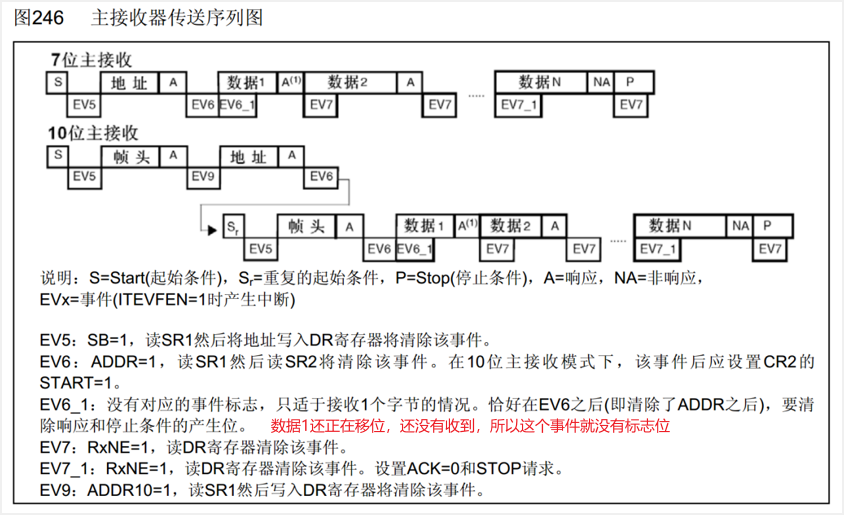 图246 主接收器传送序列图
7位主接收
S 地址 A 数据1 A(1) 数据2 A ..... 数据N NA P
EV5 EV6 EV6_1 EV7 EV7 EV7_1 EV7
10位主接收
S 帧头 A 地址 A
EV5 EV9 EV6
Sr 帧头 A 数据1 A(1) 数据2 A ..... 数据N NA P
EV5 EV6 EV6_1 EV7 EV7 EV7_1 EV7
说明：S=Start(起始条件)，Sr=重复的起始条件，P=Stop(停止条件)，A=响应，NA=非响应，
EVx=事件(ITEVFEN=1时产生中断)
EV5：SB=1，读SR1然后将地址写入DR寄存器将清除该事件。
EV6：ADDR=1，读SR1然后读SR2将清除该事件。在10位主接收模式下，该事件后应设置CR2的
START=1。
EV6_1：没有对应的事件标志，只适于接收1个字节的情况。恰好在EV6之后(即清除了ADDR之后)，要清
除响应和停止条件的产生位。 数据1还正在移位，还没有收到，所以这个事件就没有标志位
EV7：RxNE=1，读DR寄存器清除该事件。
EV7_1：RxNE=1，读DR寄存器清除该事件。设置ACK=0和STOP请求。
EV9：ADDR10=1，读SR1然后写入DR寄存器将清除该事件。